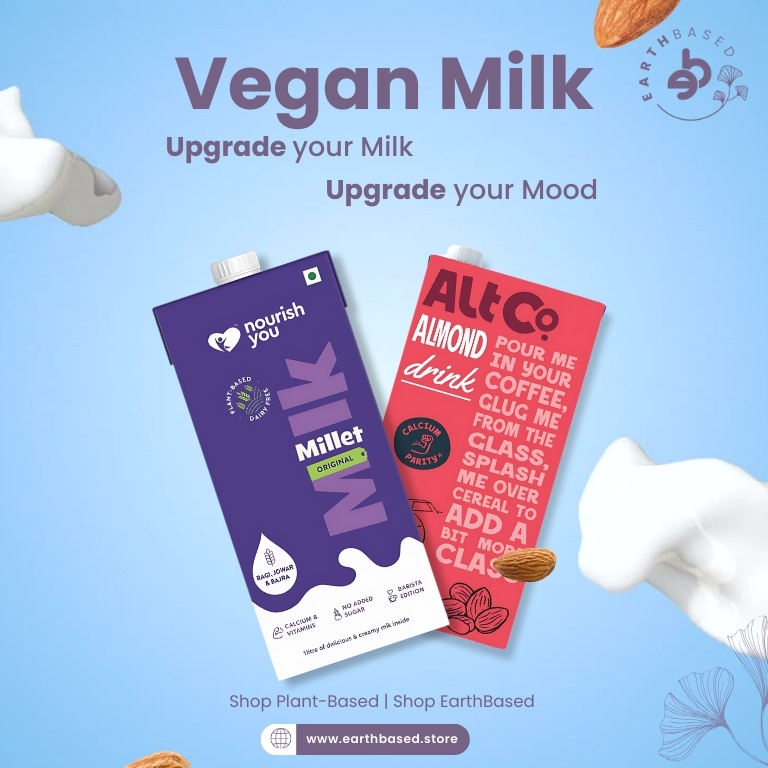 EARTHBASED
eb
Vegan Milk
Upgrade your Milk
Upgrade your Mood
nourish
you
PLANT-BASED
DAIRY FREE
Milk
Millet
ORIGINAL
RAGI, JOWAR
& BAJRA
CALCIUM &
VITAMINS
NO ADDED
SUGAR
BARISTA
EDITION
1litre of delicious & creamy milk inside
ALt Co
ALMOND
drink
CALCIUM
PARITY*
POUR ME
IN YOUR
COFFEE,
GLUG ME
FROM THE
GLASS,
SPLASH
ME OVER
CEREAL TO
ADD A
BIT MORE
CLASS
Shop Plant-Based | Shop EarthBased
www.earthbased.store